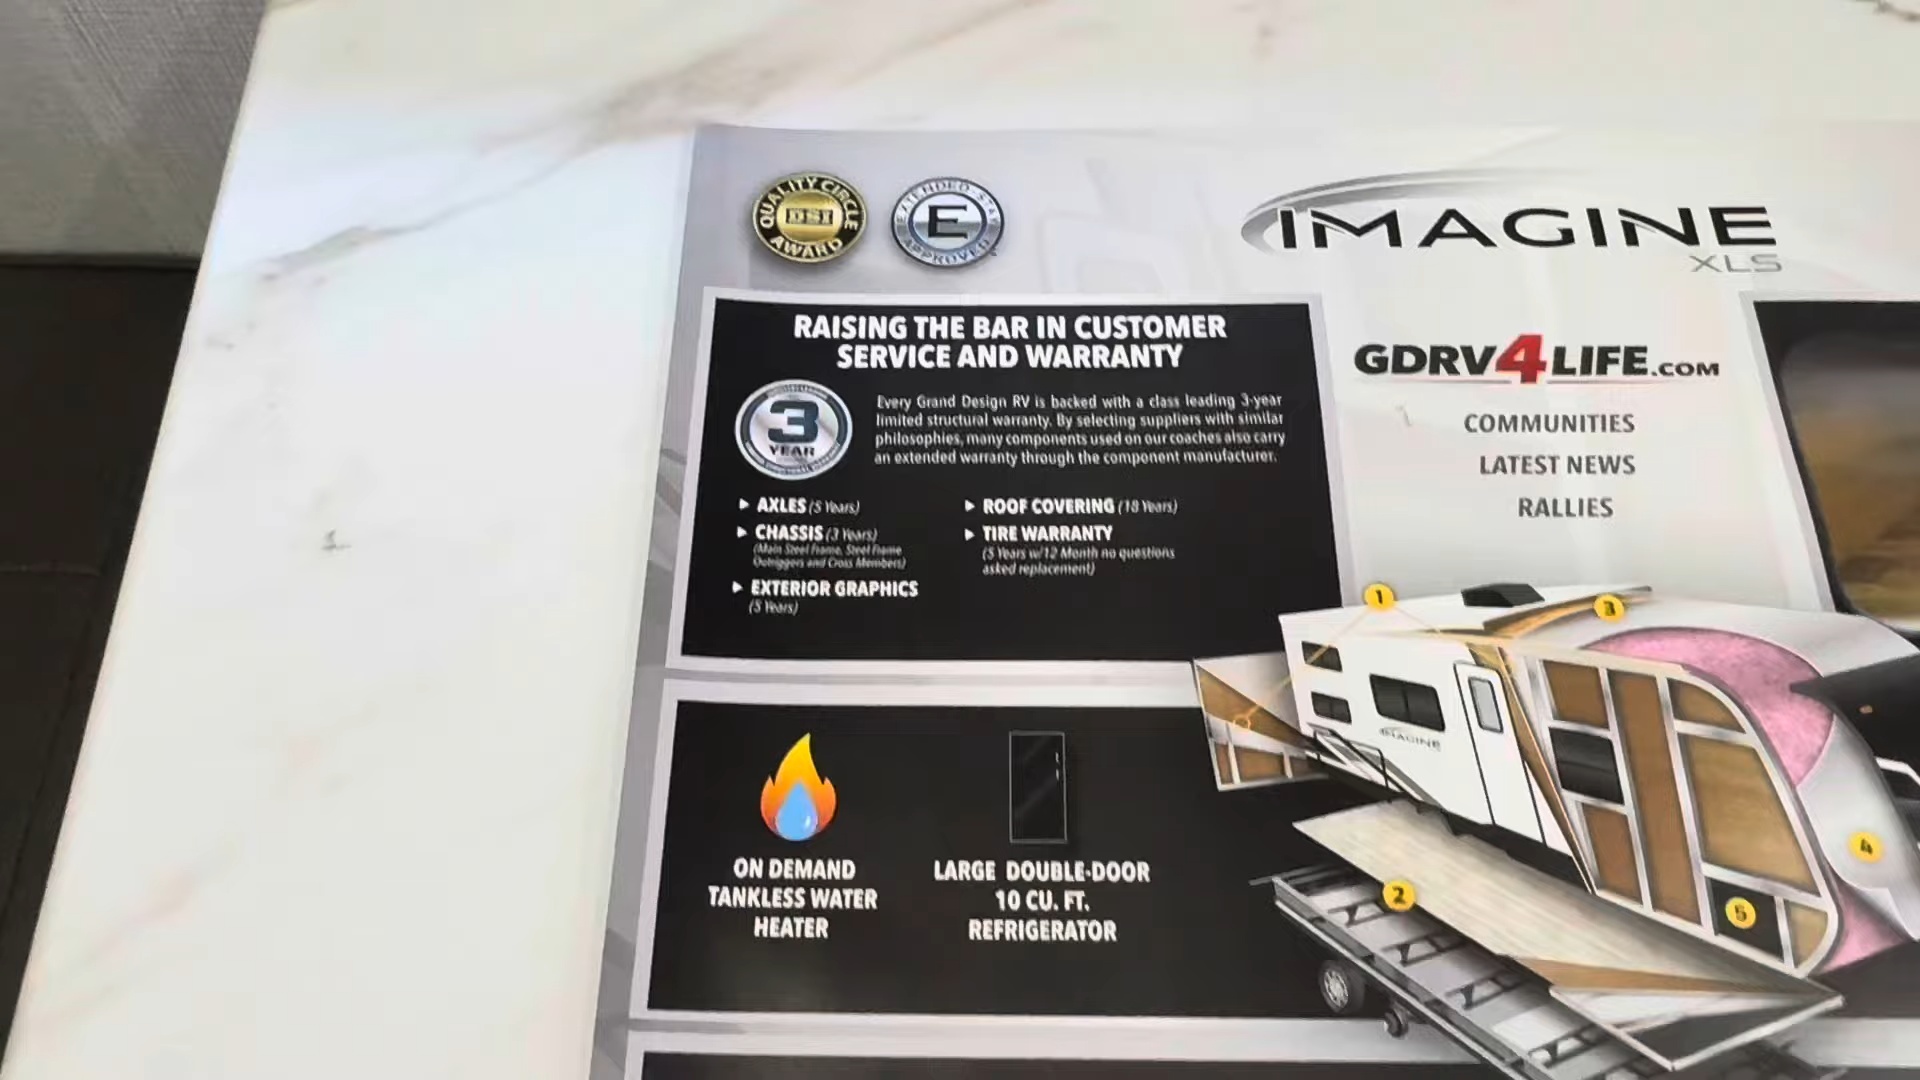 QUALITY CIRCLE
DSI
AWARD
EXTENDED-STAY
E
APPROVED
IMAGINE
XLS
RAISING THE BAR IN CUSTOMER
SERVICE AND WARRANTY
3
YEAR
Every Grand Design RV is backed with a class leading 3-year
limited structural warranty. By selecting suppliers with similar
philosophies, many components used on our coaches also carry
an extended warranty through the component manufacturer.
AXLES (5 Years)
CHASSIS (3 Years)
(Main Steel Frame, Steel Frame
Outriggers and Cross Members)
EXTERIOR GRAPHICS
(5 Years)
ROOF COVERING (18 Years)
TIRE WARRANTY
(5 Years w/12 Month no questions
asked replacement)
GDRV4LIFE.COM
COMMUNITIES
LATEST NEWS
RALLIES
1
3
IMAGINE
4
2
5
ON DEMAND
TANKLESS WATER
HEATER
LARGE DOUBLE-DOOR
10 CU. FT.
REFRIGERATOR